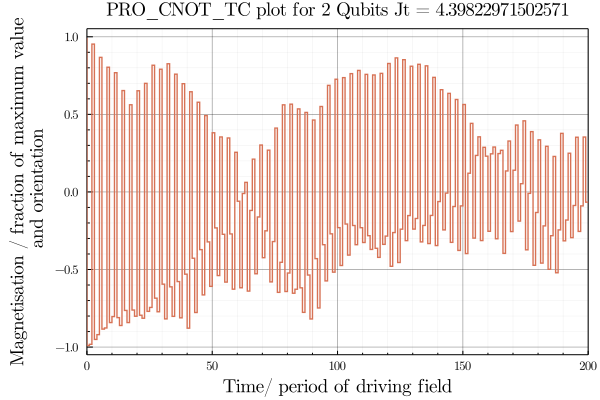 PRO_CNOT_TC plot for 2 Qubits Jt = 4.39822971502571
Magnetisation / fraction of maximum value
and orientation
1.0
0.5
0.0
−0.5
−1.0
0 50 100 150 200
Time/ period of driving field